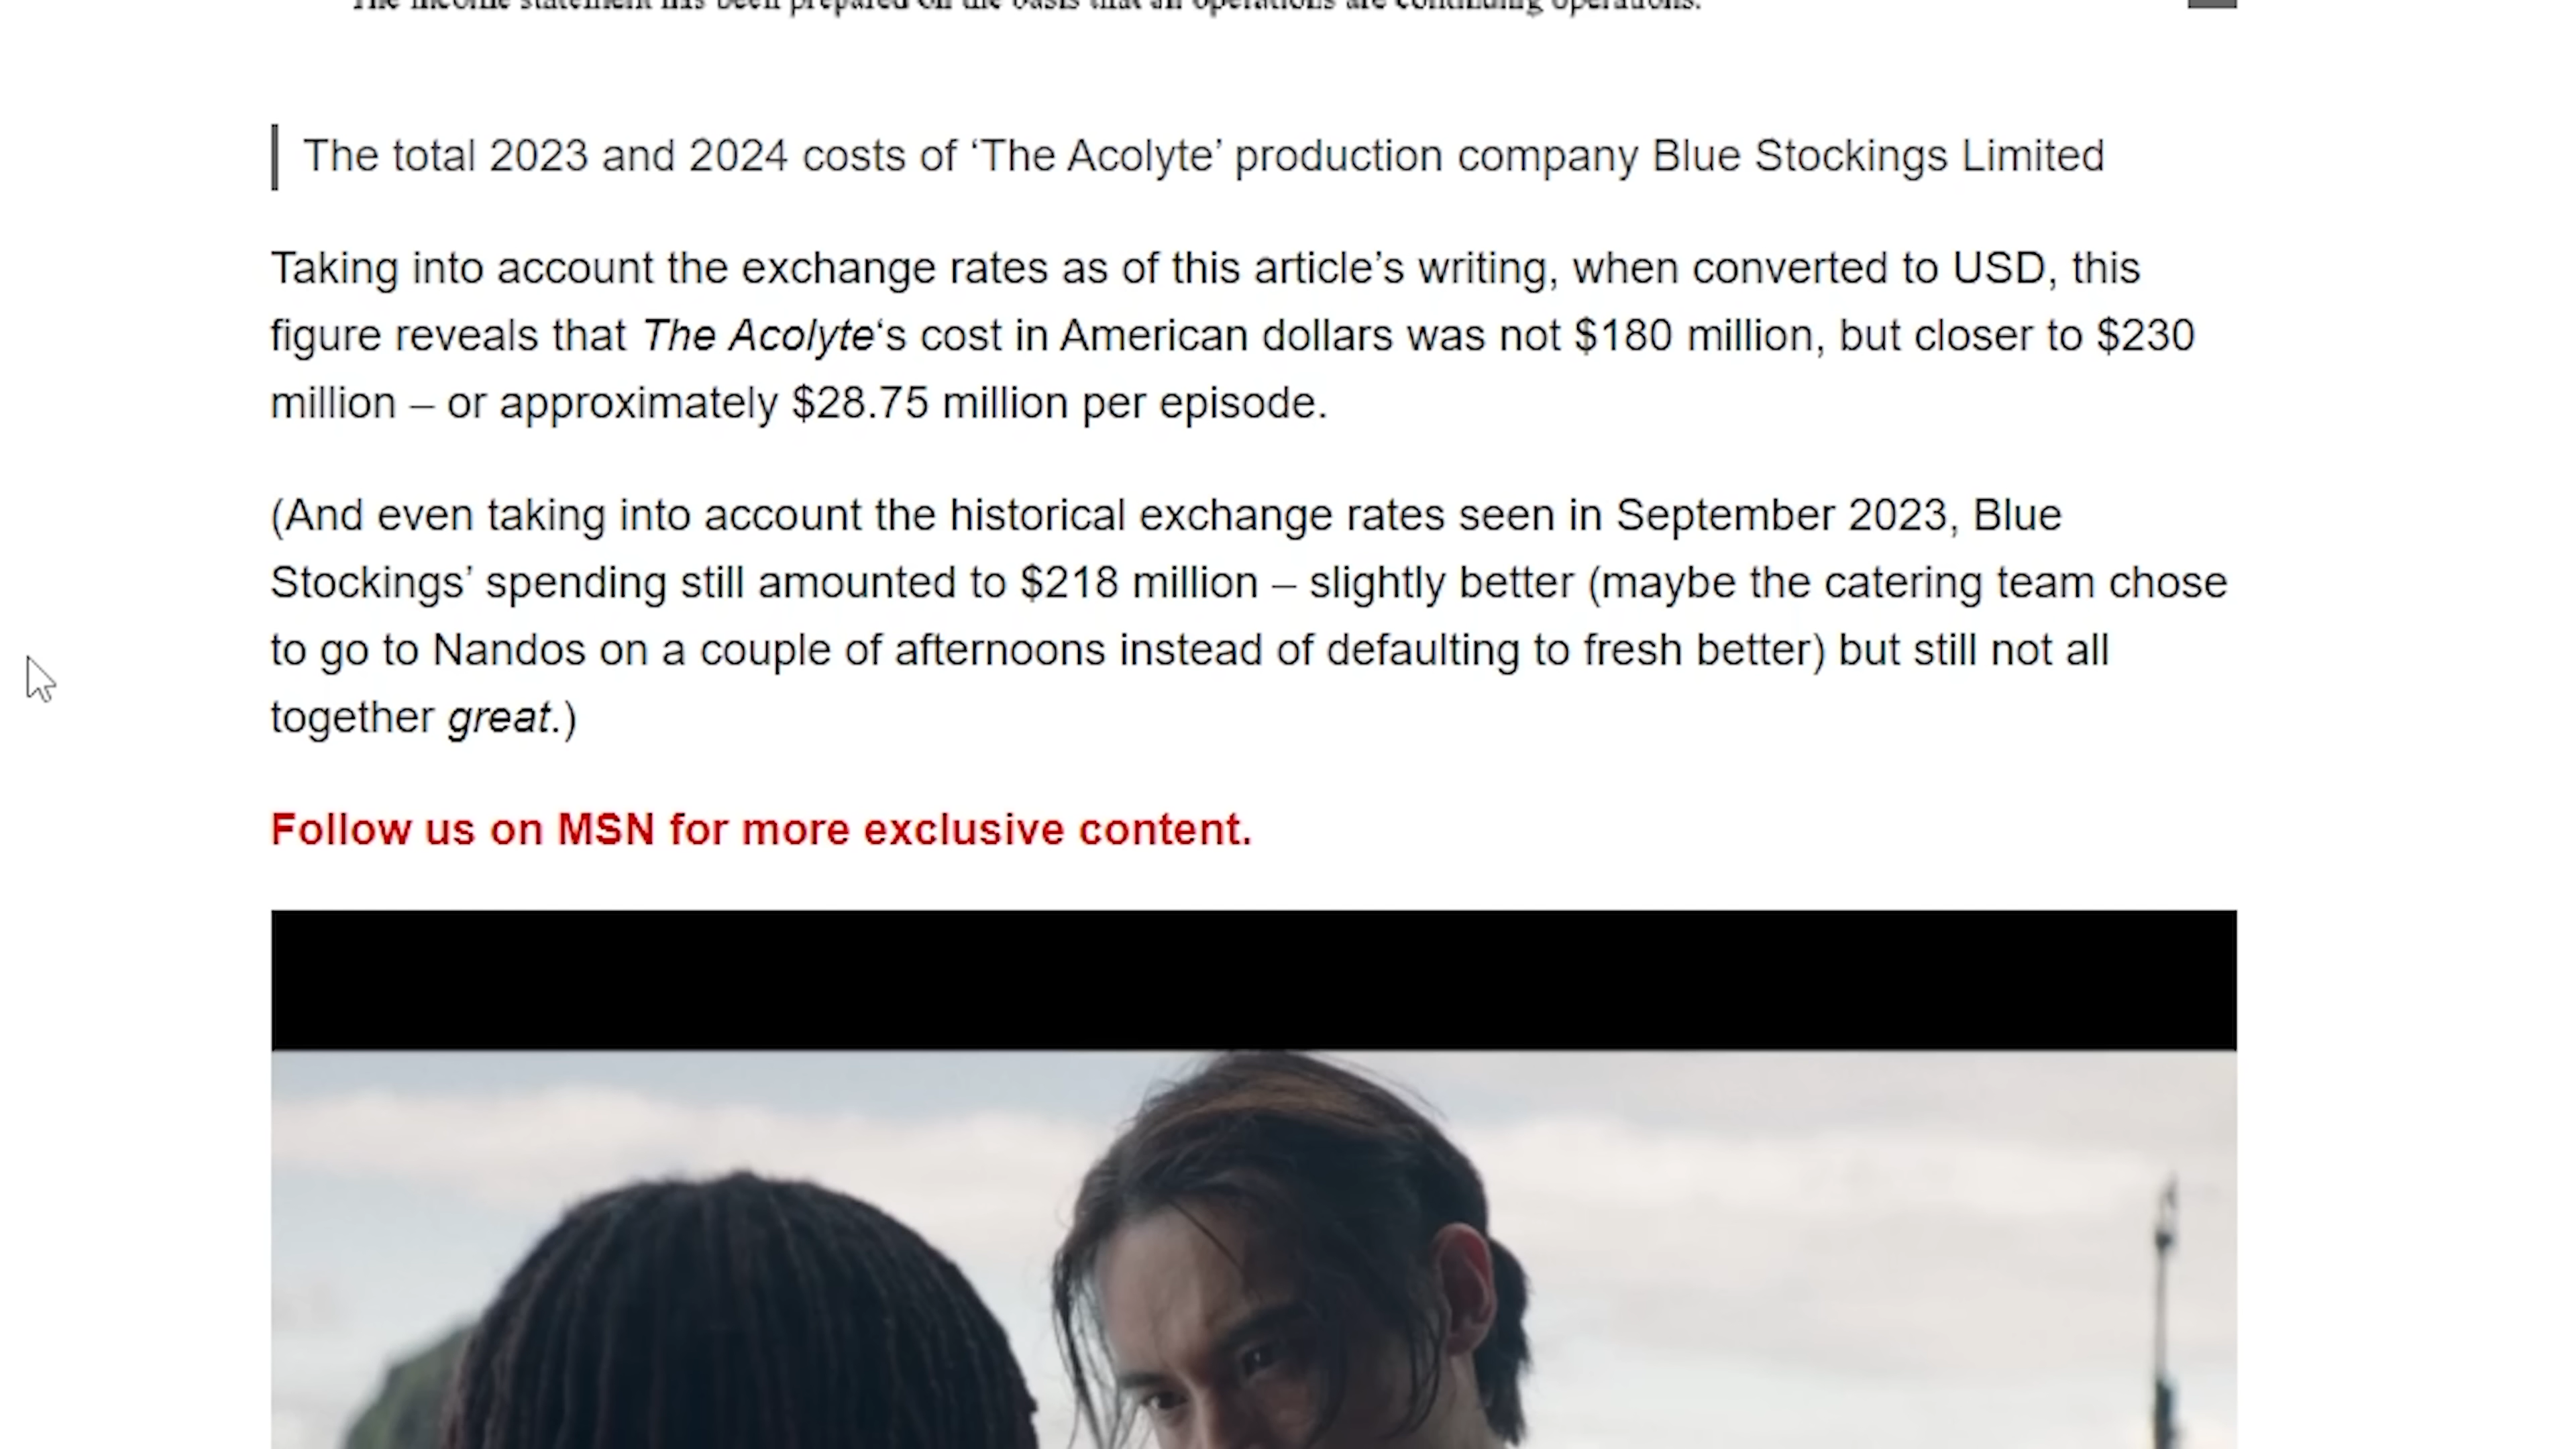 The income statement has been prepared on the basis that all operations are continuing operations.
The total 2023 and 2024 costs of ‘The Acolyte’ production company Blue Stockings Limited
Taking into account the exchange rates as of this article’s writing, when converted to USD, this
figure reveals that The Acolyte‘s cost in American dollars was not $180 million, but closer to $230
million – or approximately $28.75 million per episode.
(And even taking into account the historical exchange rates seen in September 2023, Blue
Stockings’ spending still amounted to $218 million – slightly better (maybe the catering team chose
to go to Nandos on a couple of afternoons instead of defaulting to fresh better) but still not all
together great.)
Follow us on MSN for more exclusive content.